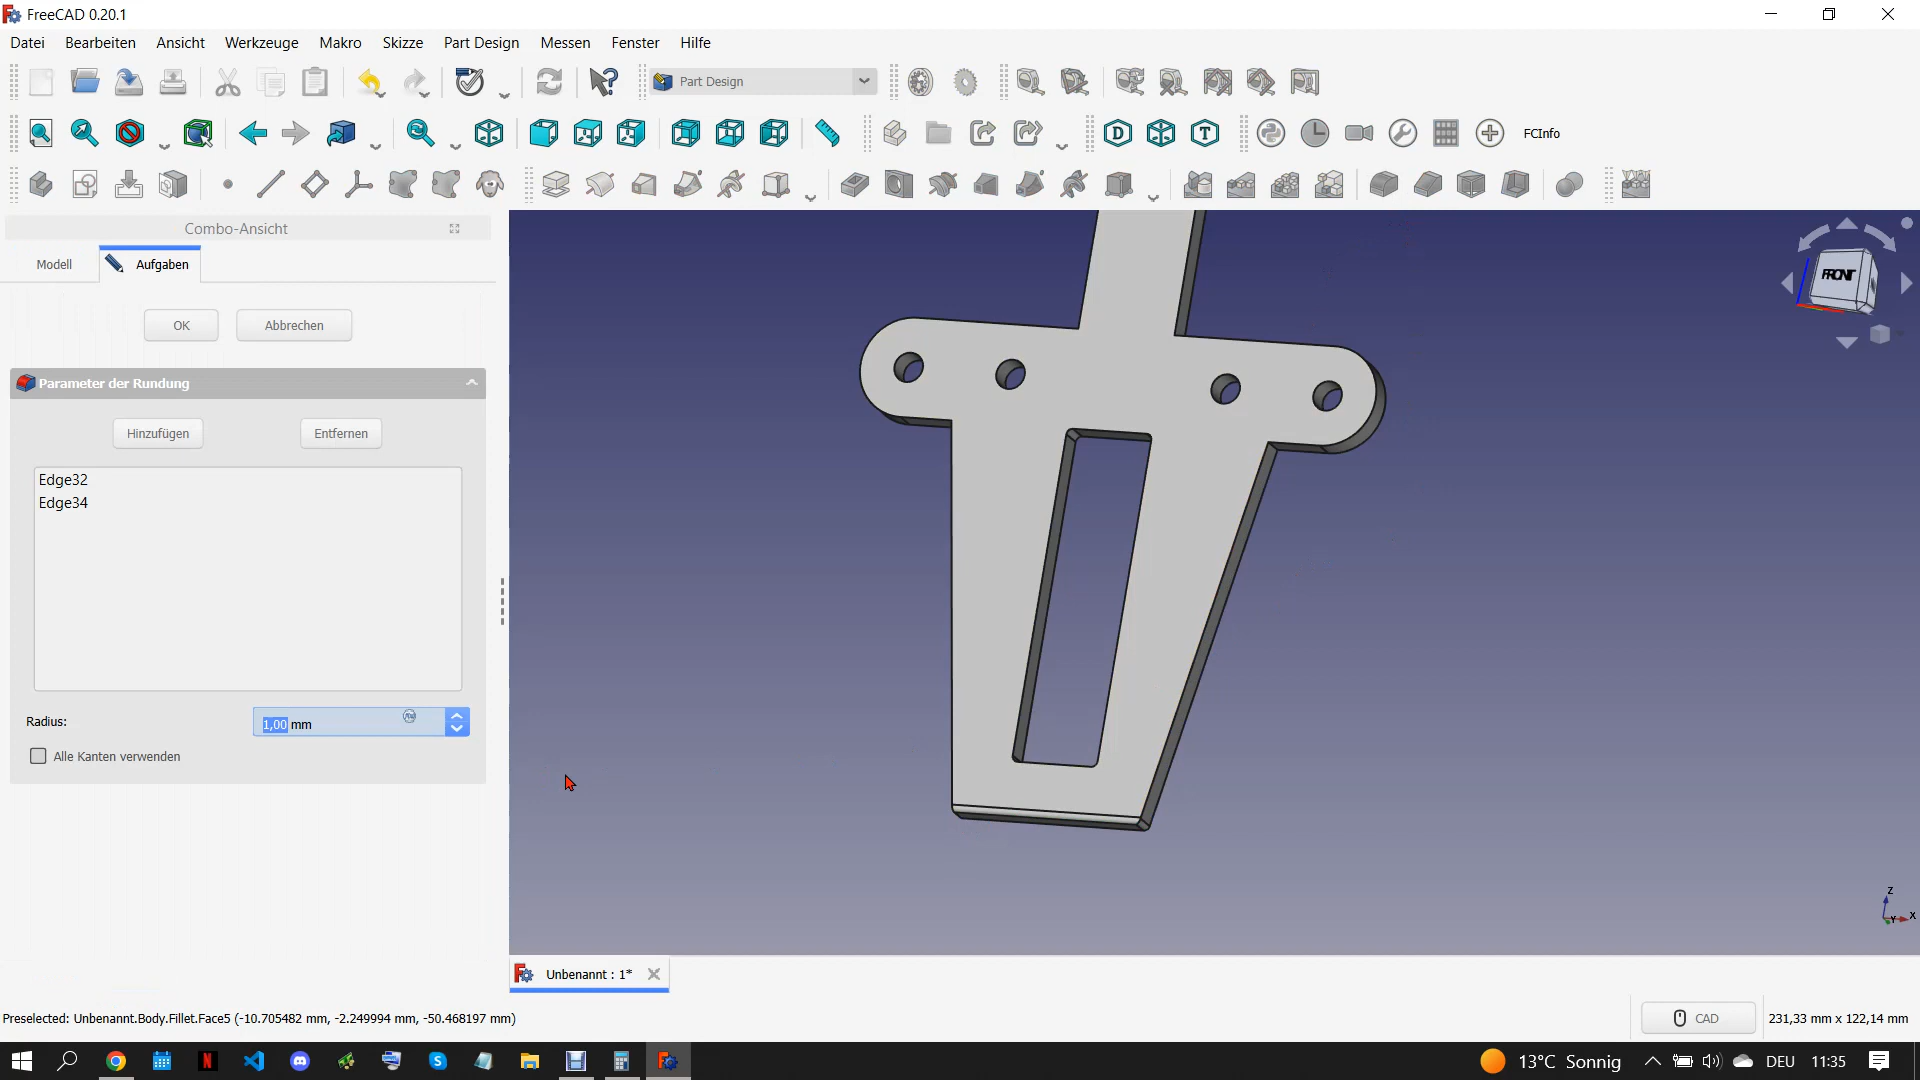 FreeCAD 0.20.1
Datei Bearbeiten Ansicht Werkzeuge Makro Skizze Part Design Messen Fenster Hilfe
Part Design
D T FCInfo
Combo-Ansicht
Modell Aufgaben
OK Abbrechen
Parameter der Rundung
Hinzufügen Entfernen
Edge32
Edge34
Radius: 1,00 mm
Alle Kanten verwenden
FRONT
Z
Y X
Unbenannt : 1*
Preselected: Unbenannt.Body.Fillet.Face5 (-10.705482 mm, -2.249994 mm, -50.468197 mm)
CAD 231,33 mm x 122,14 mm
13°C Sonnig DEU 11:35